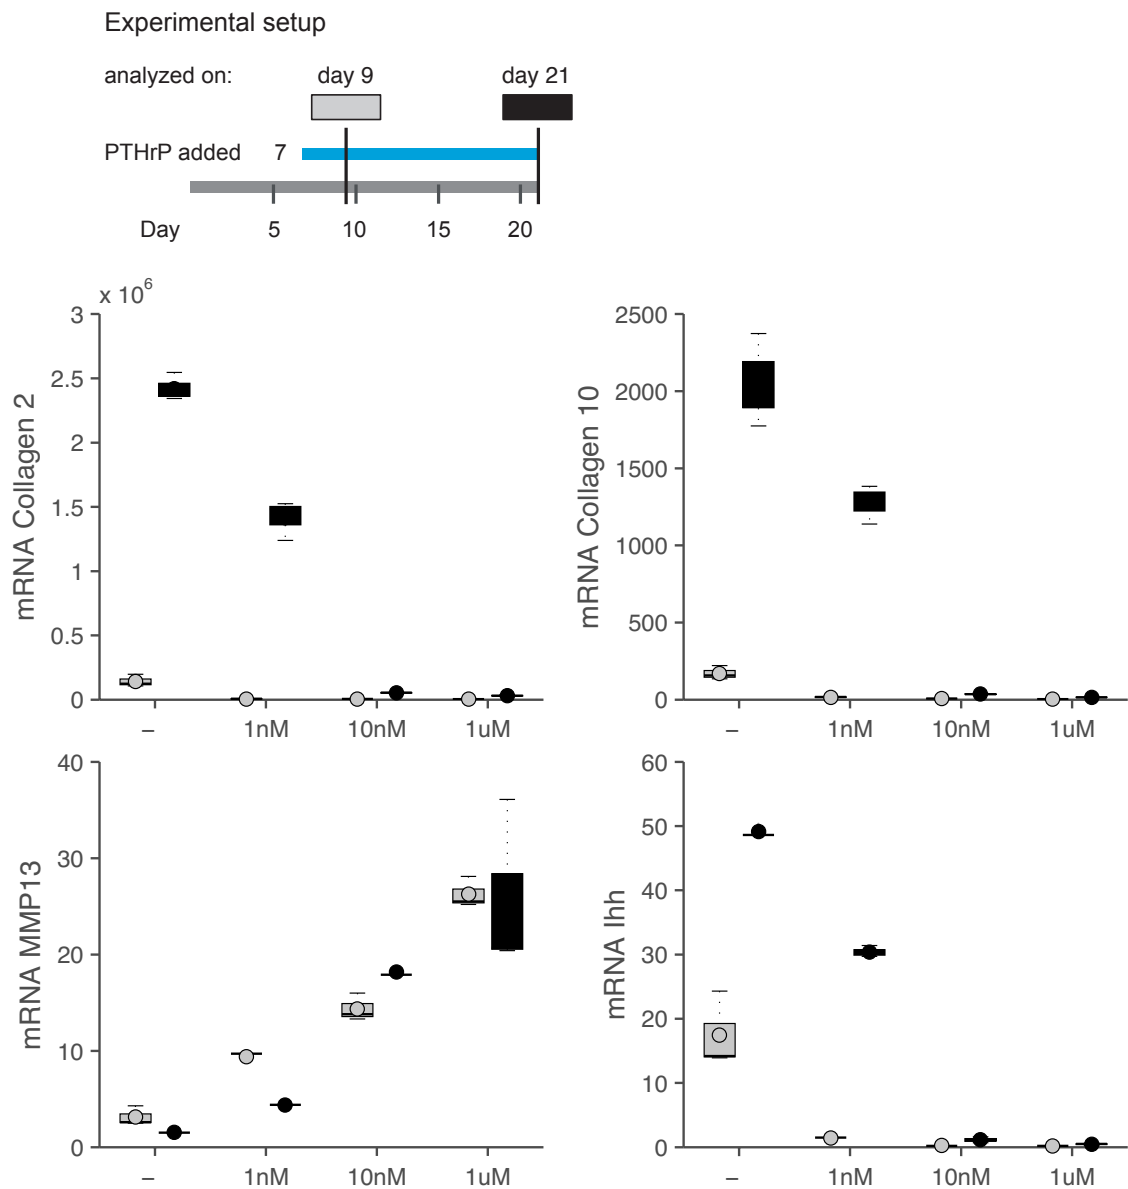 Experimental setup
analyzed on: day 9 day 21
PTHrP added 7
Day 5 10 15 20
x 10⁶
mRNA Collagen 2
3
2.5
2
1.5
1
0.5
0
– 1nM 10nM 1uM
mRNA Collagen 10
2500
2000
1500
1000
500
0
– 1nM 10nM 1uM
mRNA MMP13
40
30
20
10
0
– 1nM 10nM 1uM
mRNA Ihh
60
50
40
30
20
10
0
– 1nM 10nM 1uM